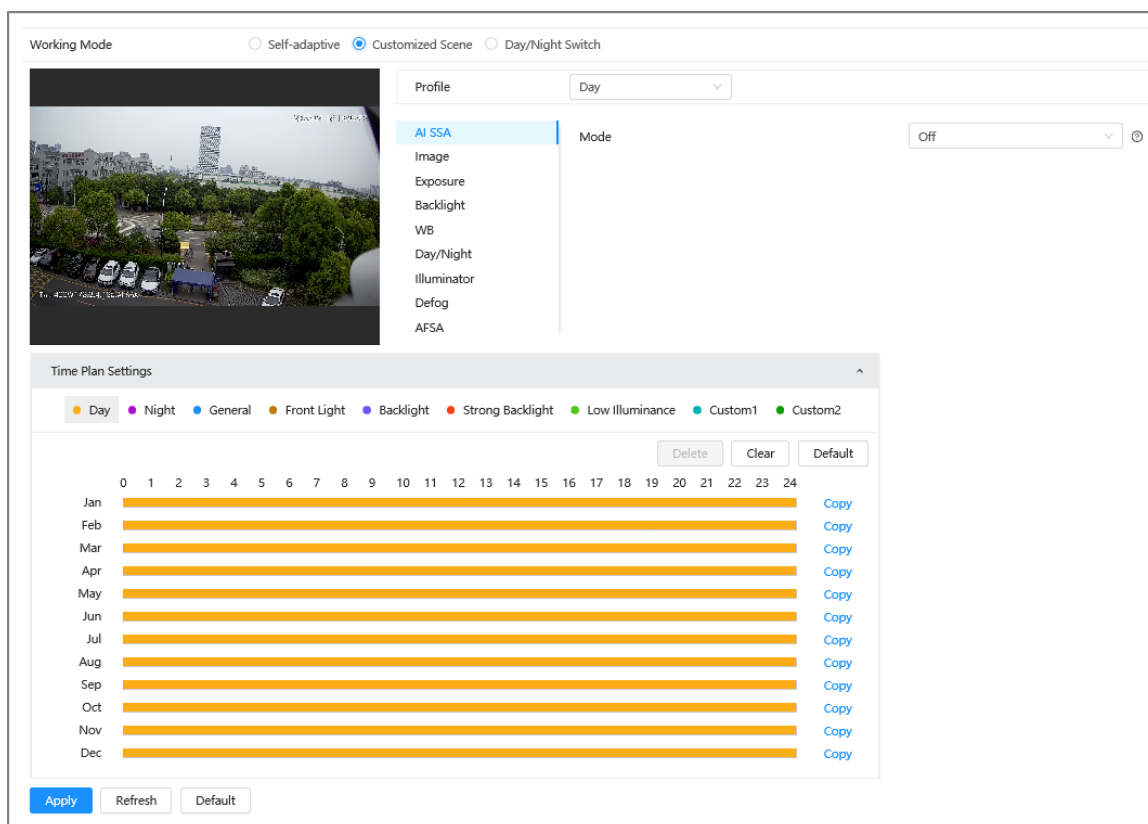 Working Mode Self-adaptive Customized Scene Day/Night Switch
Profile Day
AI SSA
Mode Off
Image
Exposure
Backlight
WB
Day/Night
Illuminator
Defog
AFSA
Time Plan Settings
Day Night General Front Light Backlight Strong Backlight Low Illuminance Custom1 Custom2
Delete Clear Default
0 1 2 3 4 5 6 7 8 9 10 11 12 13 14 15 16 17 18 19 20 21 22 23 24
Jan Copy
Feb Copy
Mar Copy
Apr Copy
May Copy
Jun Copy
Jul Copy
Aug Copy
Sep Copy
Oct Copy
Nov Copy
Dec Copy
Apply Refresh Default